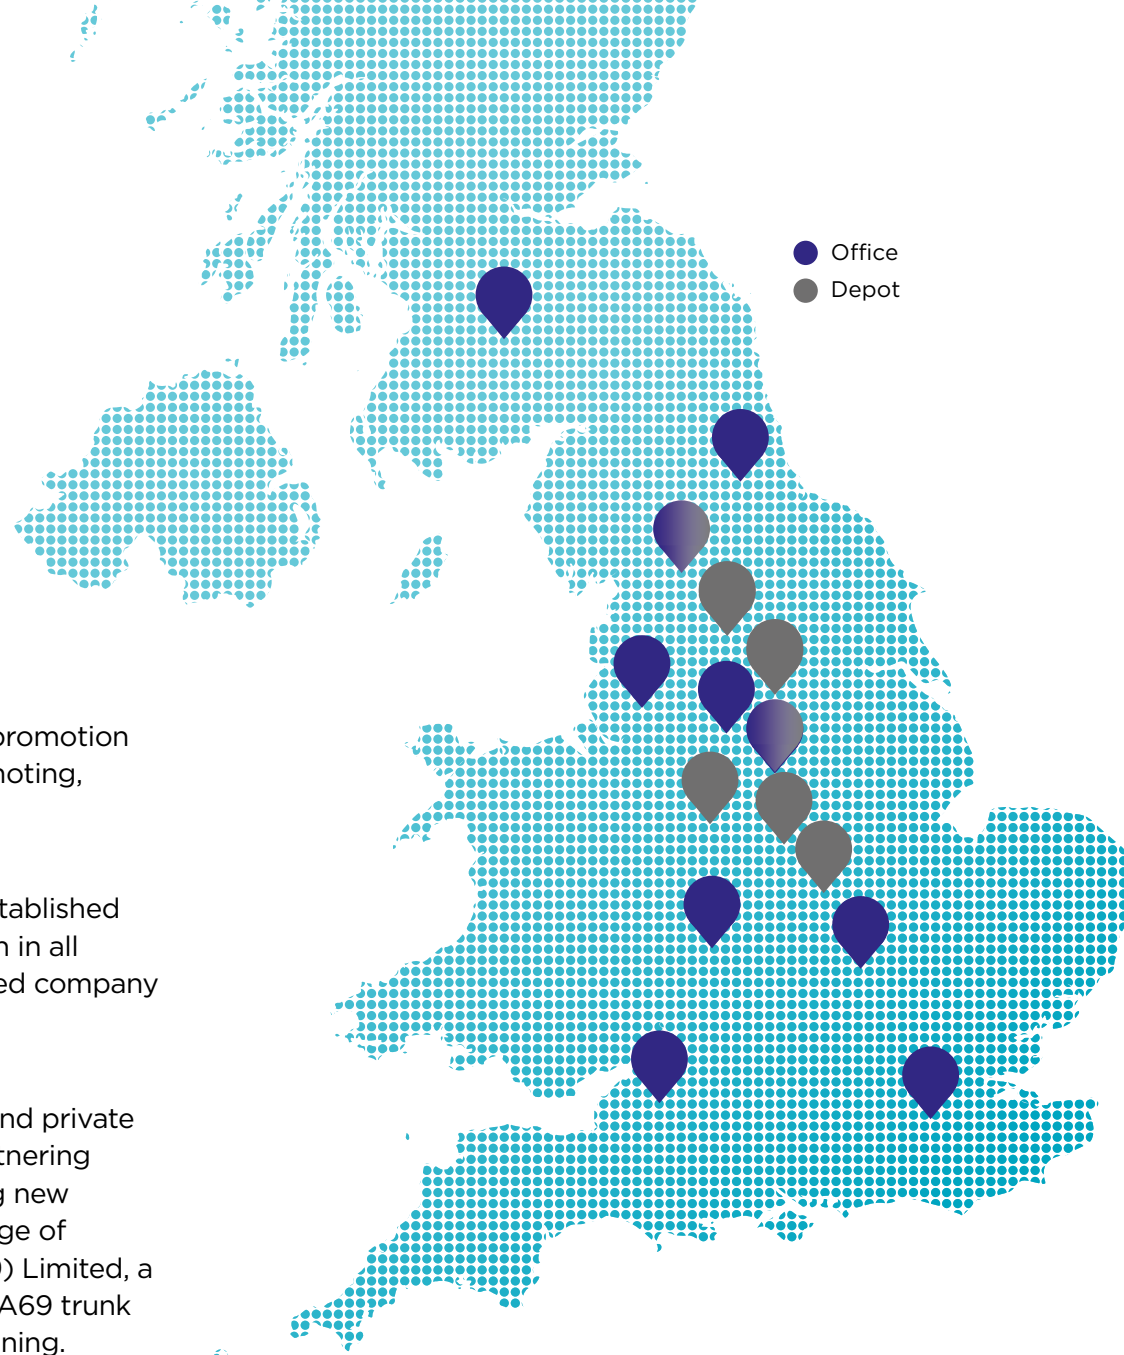 Office
Depot
promotion
noting,
tablished
n in all
ed company
nd private
tnering
g new
ge of
) Limited, a
A69 trunk
ning.